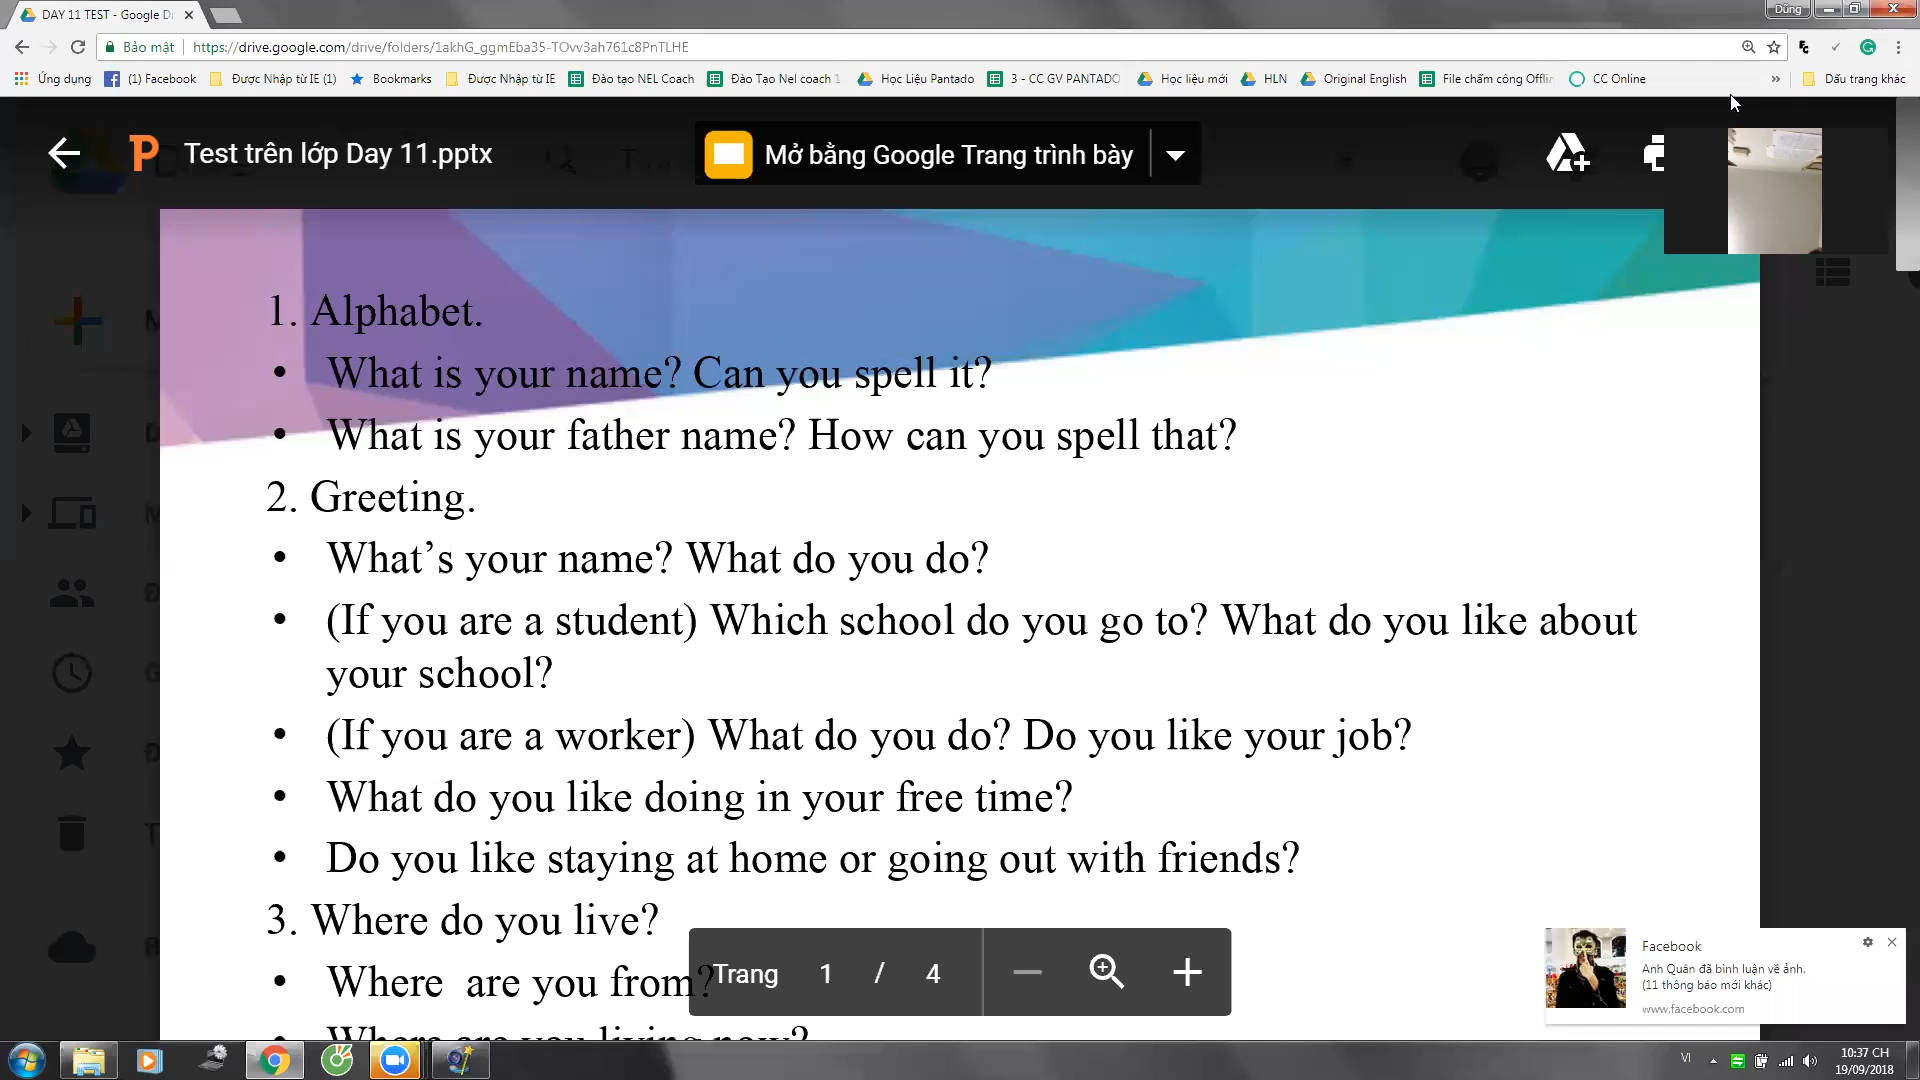 DAY 11 TEST - Google Dr
Dũng
Bảo mật
https://drive.google.com/drive/folders/1akhG_ggmEba35-TOvv3ah761c8PnTLHE
Ứng dụng
(1) Facebook
Được Nhập từ IE (1)
Bookmarks
Được Nhập từ IE
Đào tạo NEL Coach
Đào Tạo Nel coach 1
Học Liệu Pantado
3 - CC GV PANTADO
Học liệu mới
HLN
Original English
File chấm công Offlin
CC Online
»
Dấu trang khác
Test trên lớp Day 11.pptx
Mở bằng Google Trang trình bày
1. Alphabet.
• What is your name? Can you spell it?
• What is your father name? How can you spell that?
2. Greeting.
• What’s your name? What do you do?
• (If you are a student) Which school do you go to? What do you like about
your school?
• (If you are a worker) What do you do? Do you like your job?
• What do you like doing in your free time?
• Do you like staying at home or going out with friends?
3. Where do you live?
• Where are you from?
• Where are you living now?
Trang 1 / 4
Facebook
Anh Quân đã bình luận về ảnh.
(11 thông báo mới khác)
www.facebook.com
VI
10:37 CH
19/09/2018